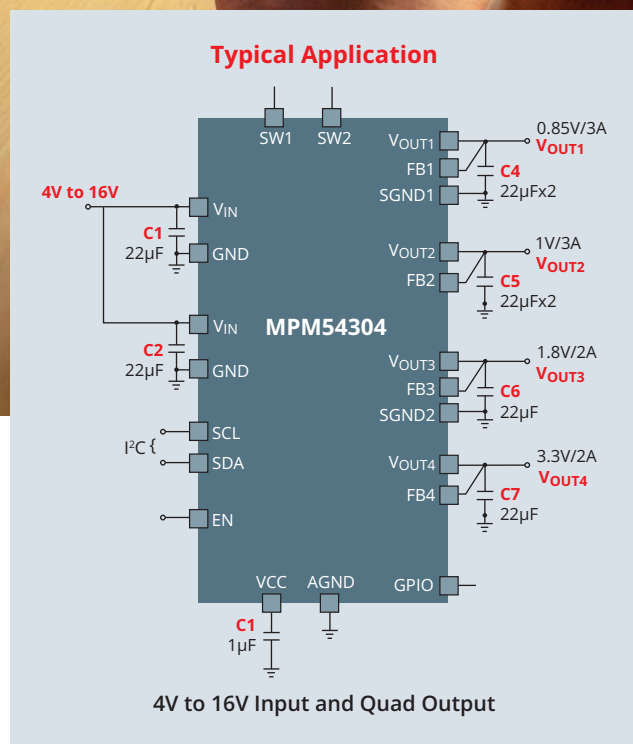 Typical Application
SW1 SW2
4V to 16V
VIN
C1
22µF
GND
VIN
C2
22µF
GND
I²C {
SCL
SDA
EN
MPM54304
VOUT1
FB1
SGND1
0.85V/3A
VOUT1
C4
22µFx2
VOUT2
FB2
1V/3A
VOUT2
C5
22µFx2
VOUT3
FB3
SGND2
1.8V/2A
VOUT3
C6
22µF
VOUT4
FB4
3.3V/2A
VOUT4
C7
22µF
GPIO
VCC AGND
C1
1µF
4V to 16V Input and Quad Output